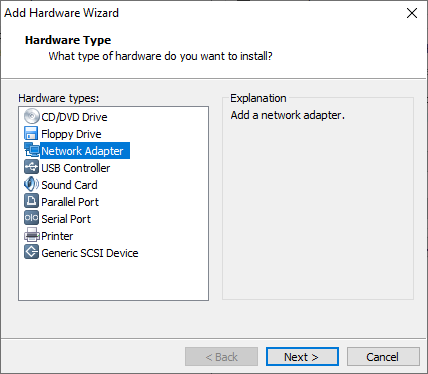 Add Hardware Wizard
Hardware Type
What type of hardware do you want to install?
Hardware types:
CD/DVD Drive
Floppy Drive
Network Adapter
USB Controller
Sound Card
Parallel Port
Serial Port
Printer
Generic SCSI Device
Explanation
Add a network adapter.
< Back
Next >
Cancel